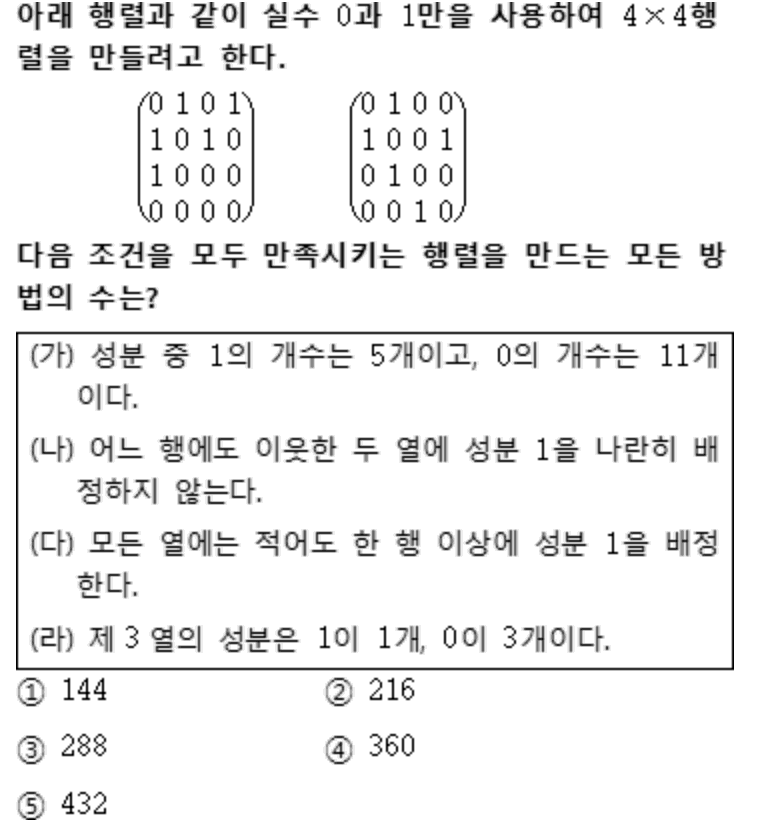 아래 행렬과 같이 실수 0과 1만을 사용하여 4×4행
렬을 만들려고 한다.
(0 1 0 1) (0 1 0 0)
1 0 1 0 1 0 0 1
1 0 0 0 0 1 0 0
0 0 0 0 0 0 1 0
다음 조건을 모두 만족시키는 행렬을 만드는 모든 방
법의 수는?
(가) 성분 중 1의 개수는 5개이고, 0의 개수는 11개
이다.
(나) 어느 행에도 이웃한 두 열에 성분 1을 나란히 배
정하지 않는다.
(다) 모든 열에는 적어도 한 행 이상에 성분 1을 배정
한다.
(라) 제 3 열의 성분은 1이 1개, 0이 3개이다.
① 144 ② 216
③ 288 ④ 360
⑤ 432